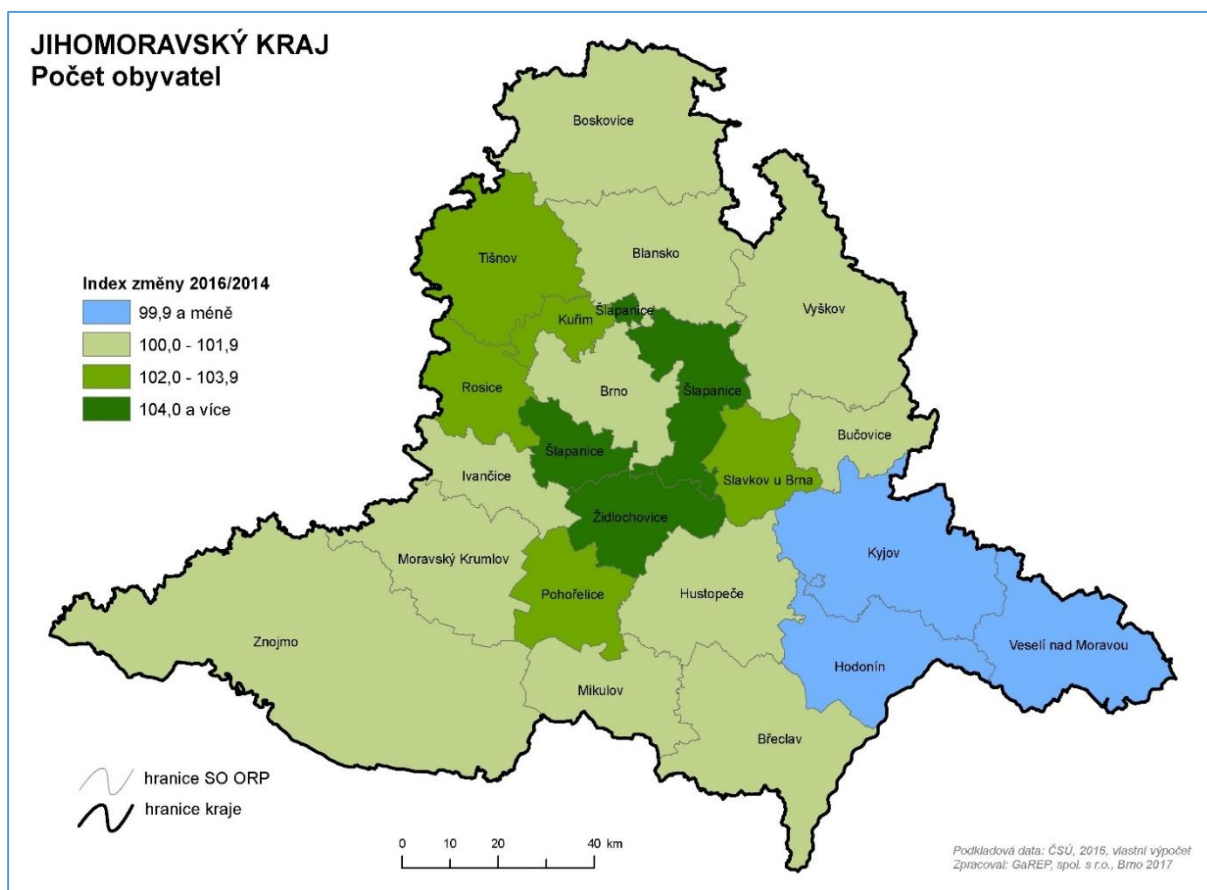 JIHOMORAVSKÝ KRAJ
Počet obyvatel
Boskovice
Tišnov
Blansko
Vyškov
Index změny 2016/2014
99,9 a méně
100,0 - 101,9
102,0 - 103,9
104,0 a více
Šlapanice
Kuřim
Rosice
Brno
Šlapanice
Bučovice
Šlapanice
Ivančice
Slavkov u Brna
Židlochovice
Kyjov
Moravský Krumlov
Pohořelice
Hustopeče
Znojmo
Veselí nad Moravou
Hodonín
Mikulov
Břeclav
hranice SO ORP
hranice kraje
0 10 20 40 km
Podkladová data: ČSÚ, 2016, vlastní výpočet
Zpracoval: GaREP, spol. s r.o., Brno 2017